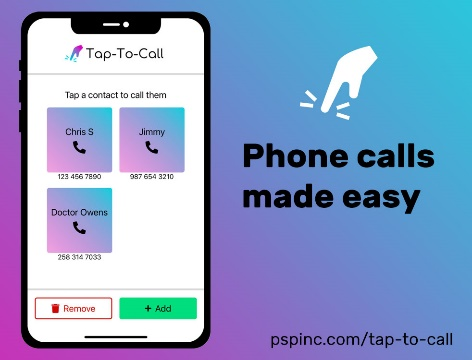 Tap-To-Call
Tap a contact to call them
Chris S
Jimmy
123 456 7890
987 654 3210
Doctor Owens
258 314 7033
Remove
+ Add
Phone calls
made easy
pspinc.com/tap-to-call